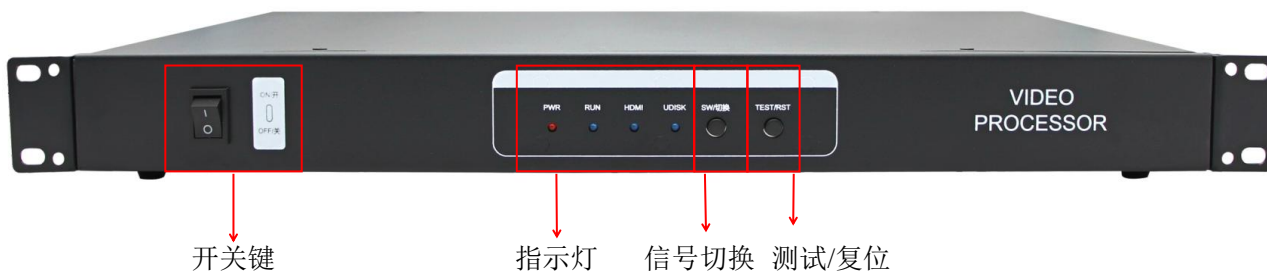 ON/开
OFF/关
PWR RUN HDMI UDISK SW/切换 TEST/RST
VIDEO
PROCESSOR
开关键 指示灯 信号切换 测试/复位